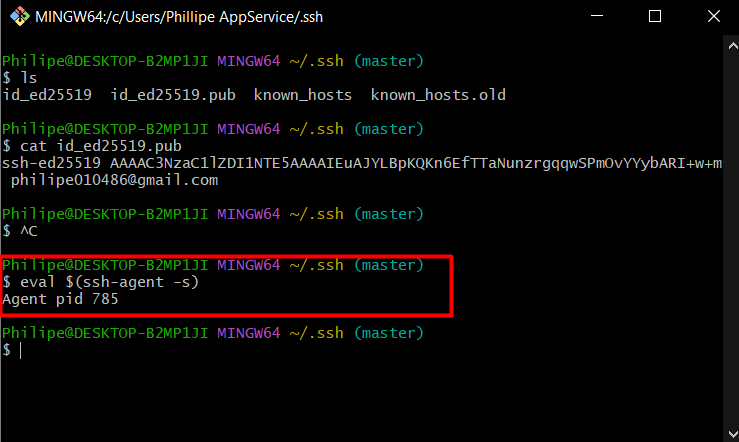 MINGW64:/c/Users/Phillipe AppService/.ssh
Philipe@DESKTOP-B2MP1JI MINGW64 ~/.ssh (master)
$ ls
id_ed25519  id_ed25519.pub  known_hosts  known_hosts.old
Philipe@DESKTOP-B2MP1JI MINGW64 ~/.ssh (master)
$ cat id_ed25519.pub
ssh-ed25519 AAAAC3NzaC1lZDI1NTE5AAAAIEuAJYLBpKQKn6EfTTaNunzrgqqwSPmOvYYybARI+w+m
philipe010486@gmail.com
Philipe@DESKTOP-B2MP1JI MINGW64 ~/.ssh (master)
$ ^C
Philipe@DESKTOP-B2MP1JI MINGW64 ~/.ssh (master)
$ eval $(ssh-agent -s)
Agent pid 785
Philipe@DESKTOP-B2MP1JI MINGW64 ~/.ssh (master)
$